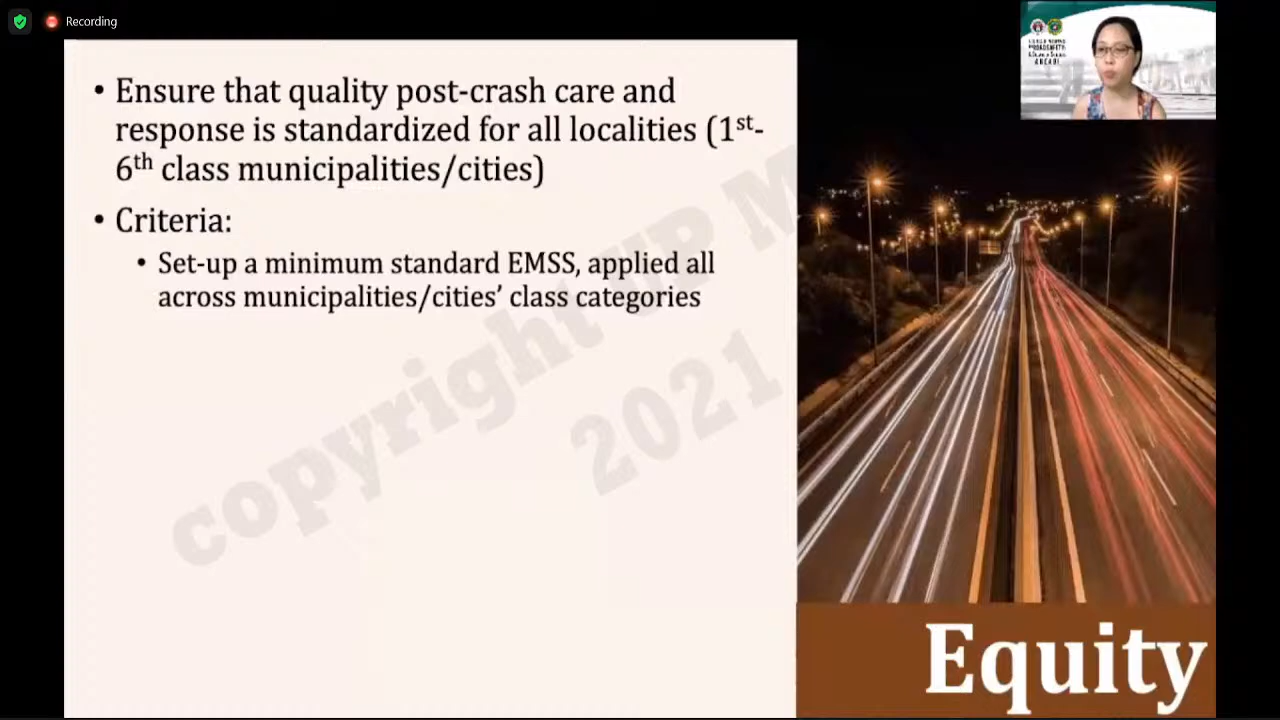 Recording
• Ensure that quality post-crash care and
response is standardized for all localities (1st-
6th class municipalities/cities)
• Criteria:
• Set-up a minimum standard EMSS, applied all
across municipalities/cities’ class categories
copyright UP M
2021
Equity